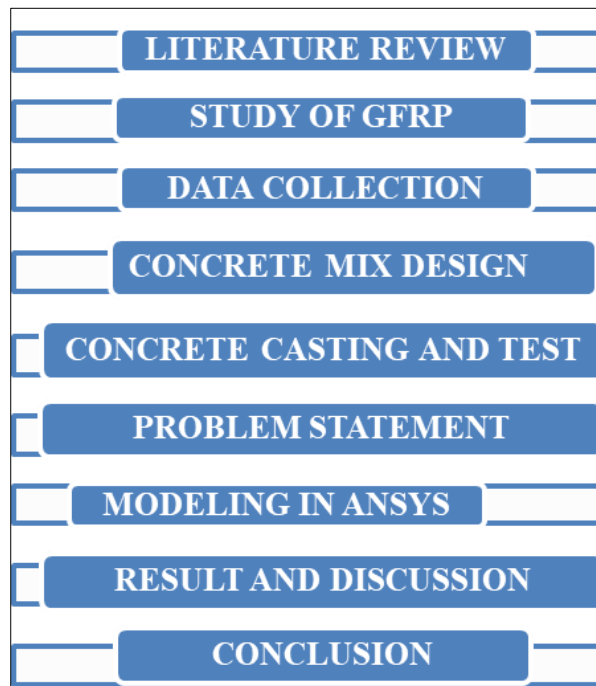 LITERATURE REVIEW
STUDY OF GFRP
DATA COLLECTION
CONCRETE MIX DESIGN
CONCRETE CASTING AND TEST
PROBLEM STATEMENT
MODELING IN ANSYS
RESULT AND DISCUSSION
CONCLUSION